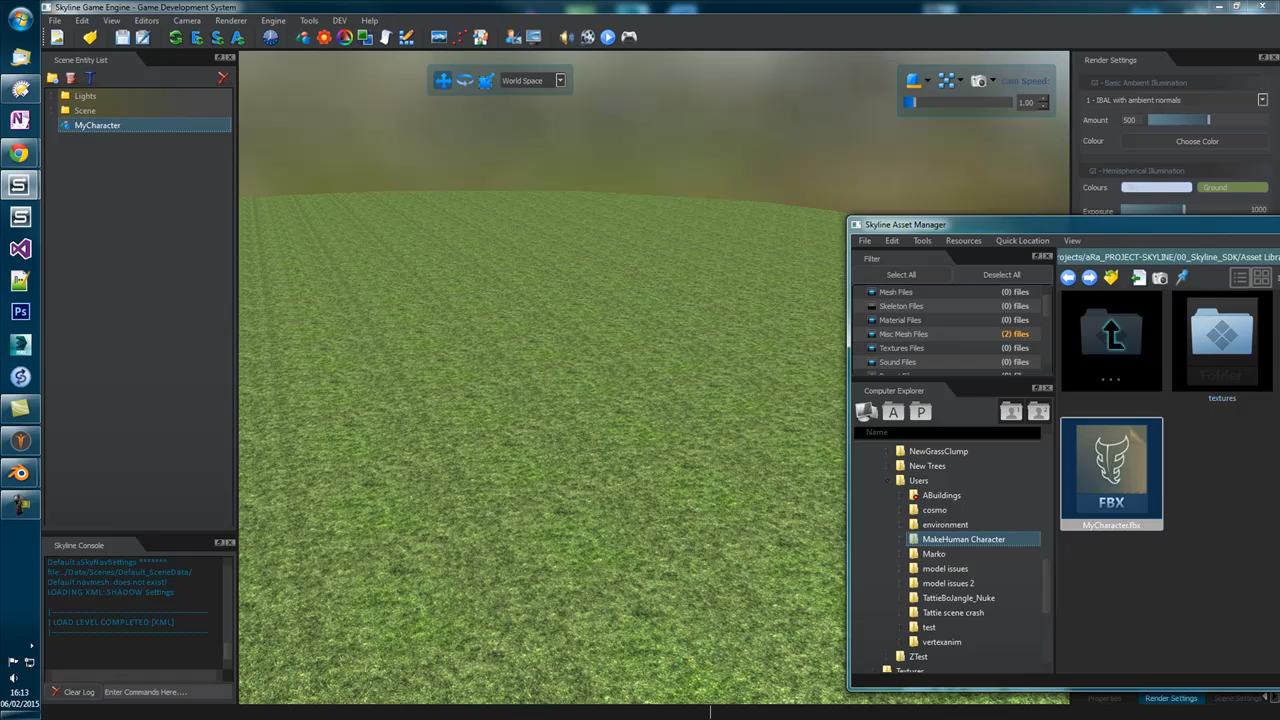 Skyline Game Engine - Game Development System
File Edit View Editors Camera Renderer Engine Tools DEV Help
Scene Entity List
Lights
Scene
MyCharacter
World Space
Cam Speed:
1.00
Render Settings
GI - Basic Ambient Illumination
1 - IBAL with ambient normals
Amount 500
Colour Choose Color
GI - Hemispherical Illumination
Colours Ground
Exposure 1000
Skyline Asset Manager
File Edit Tools Resources Quick Location View
Filter
rojects/aRa_PROJECT-SKYLINE/00_Skyline_SDK/Asset Libra
Select All Deselect All
Mesh Files (0) files
Skeleton Files (0) files
Material Files (0) files
Misc Mesh Files (2) files
Textures Files (0) files
Sound Files (0) files
...
Folder
textures
Computer Explorer
A P
Name
NewGrassClump
New Trees
Users
ABuildings
cosmo
environment
MakeHuman Character
Marko
model issues
model issues 2
TattieBoJangle_Nuke
Tattie scene crash
test
vertexanim
ZTest
Textures
FBX
MyCharacter.fbx
Skyline Console
Default.sSkyNavSettings *******
file:../Data/Scenes/Default_SceneData/
Default.navmesh. does not exist!
LOADING XML::SHADOW Settings
| LOAD LEVEL COMPLETED [XML]
Clear Log Enter Commands Here....
Properties Render Settings Scene Settings
16:13
06/02/2015